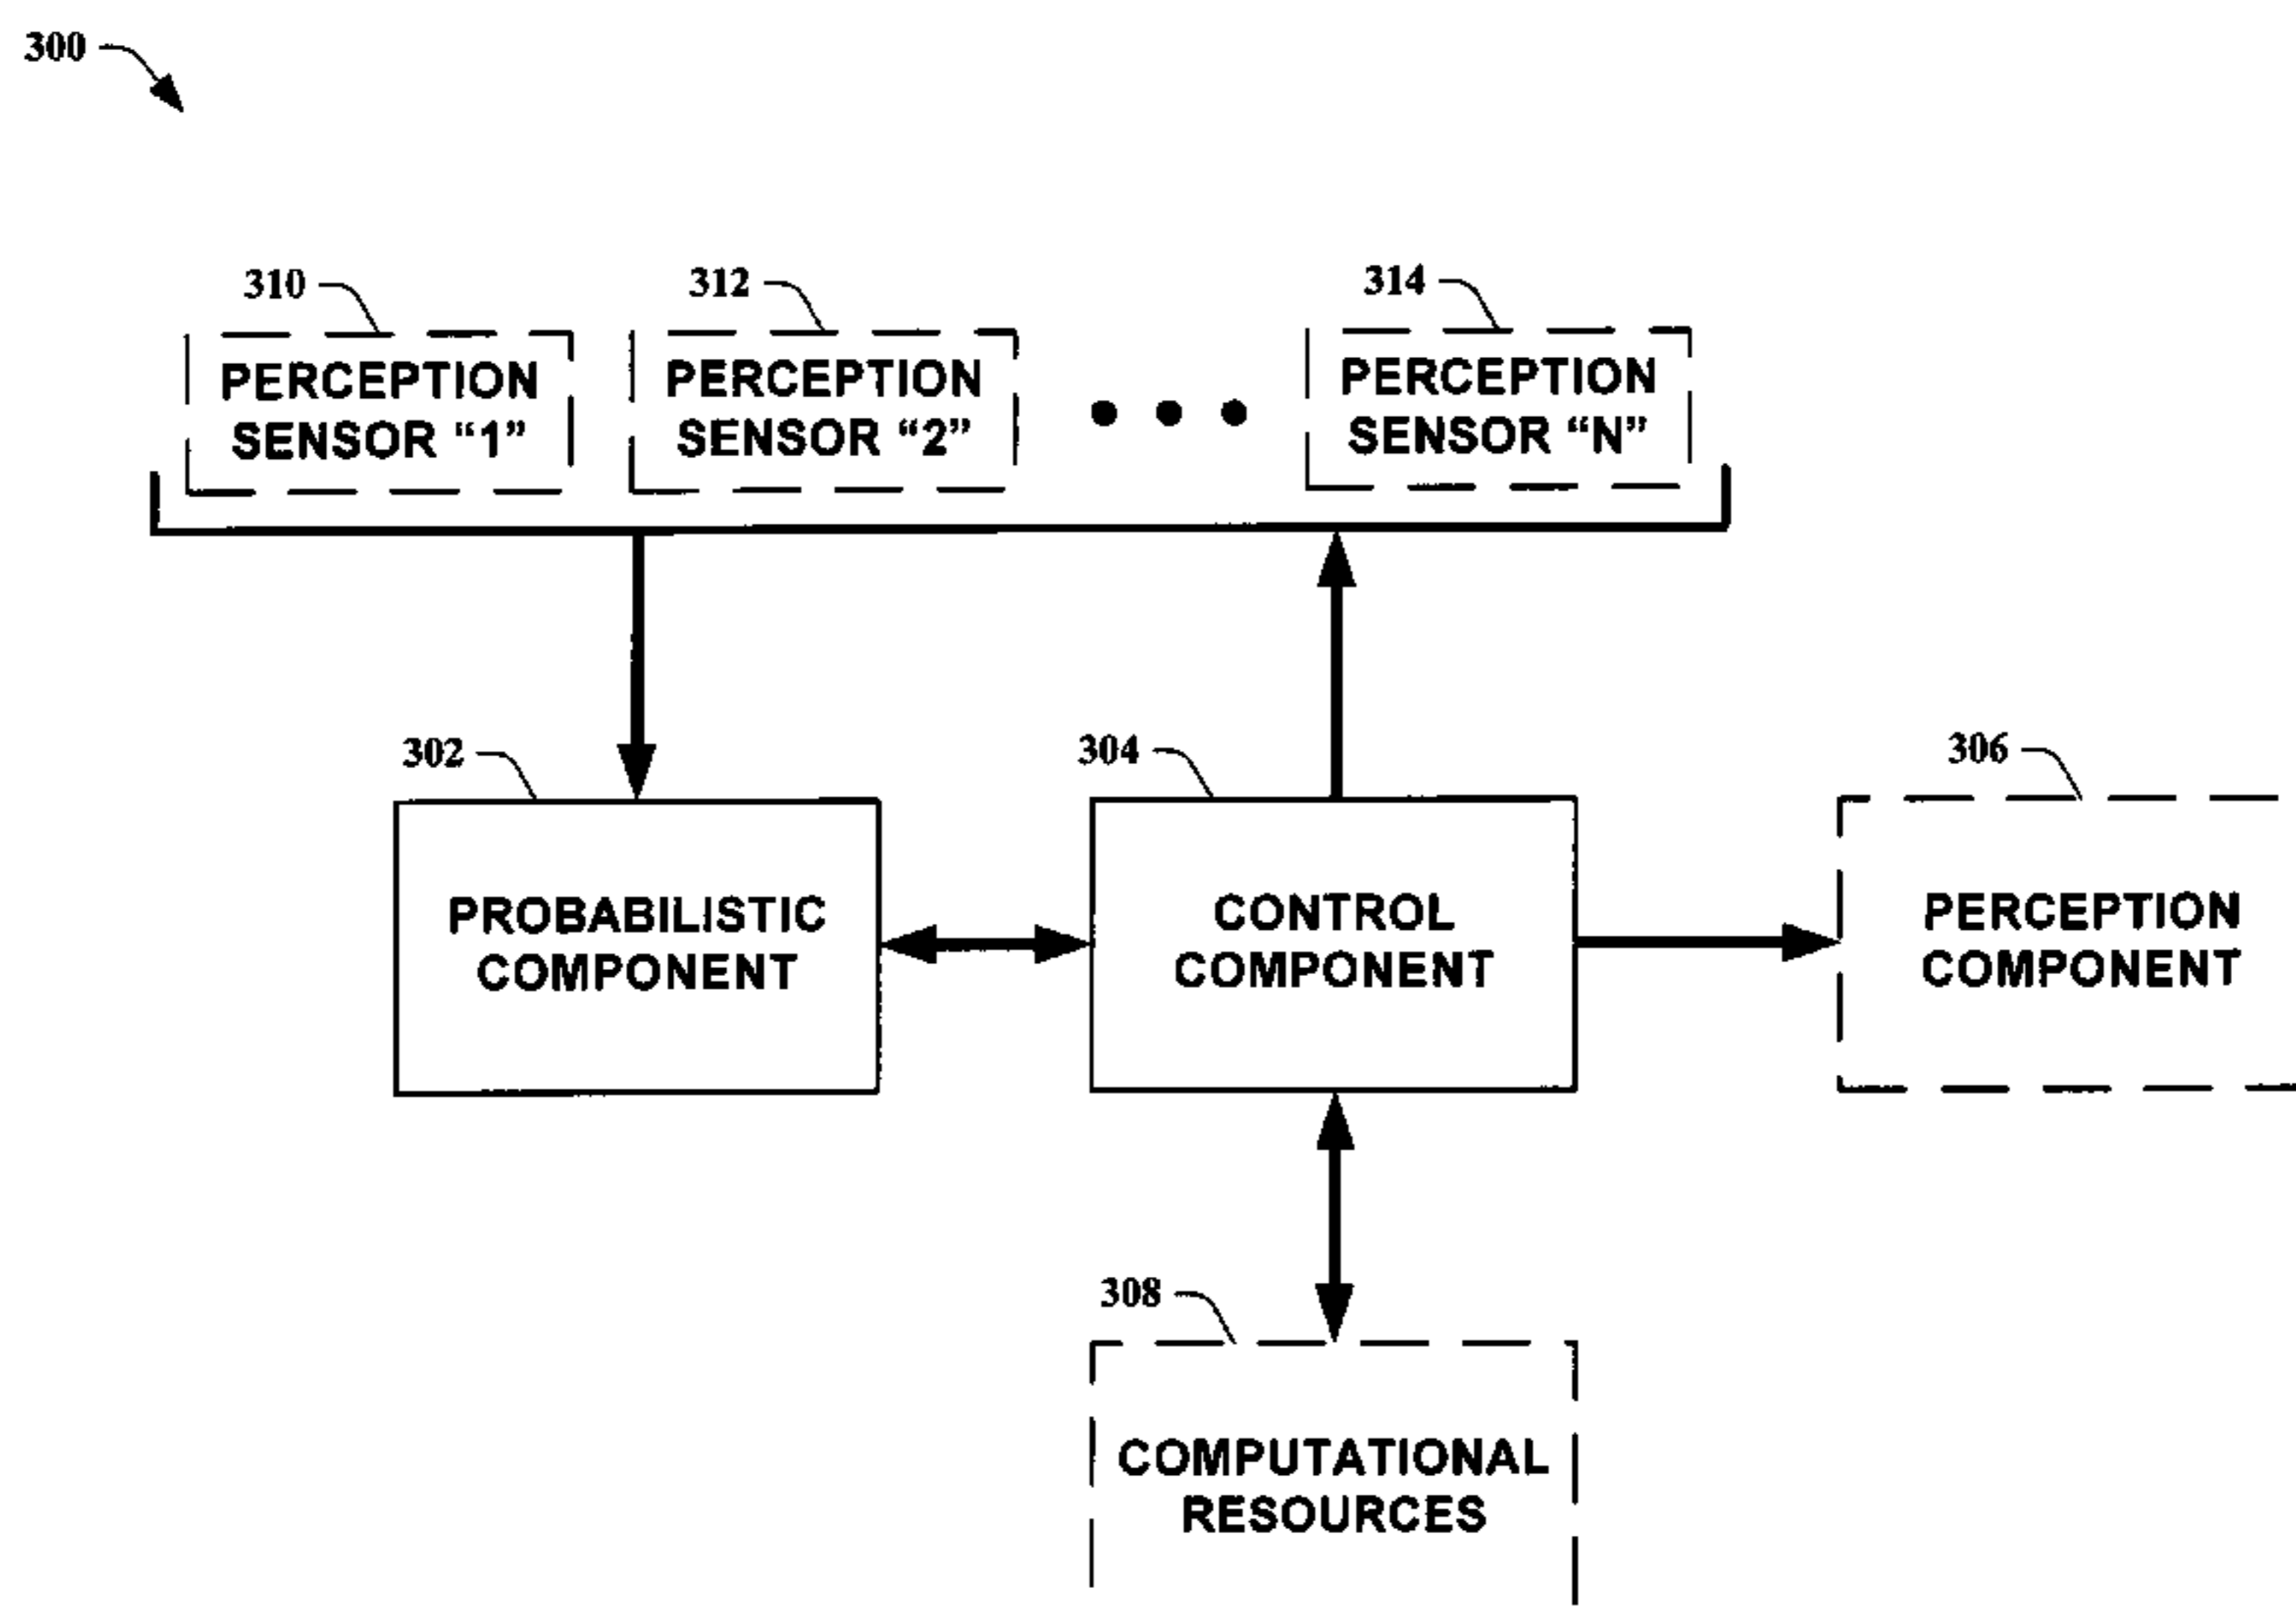 300
310
312
314
PERCEPTION
SENSOR “1”
PERCEPTION
SENSOR “2”
PERCEPTION
SENSOR “N”
302
304
306
PROBABILISTIC
COMPONENT
CONTROL
COMPONENT
PERCEPTION
COMPONENT
308
COMPUTATIONAL
RESOURCES